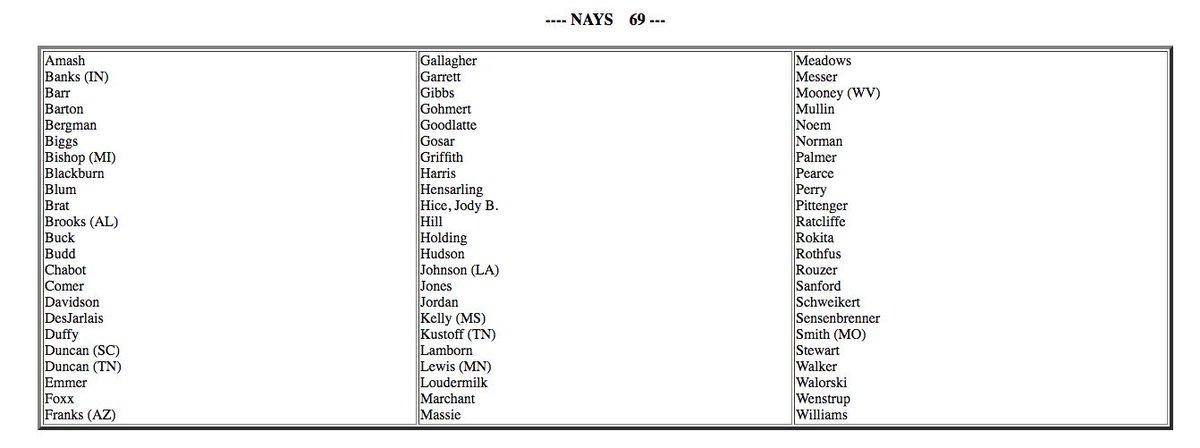 ---- NAYS    69 ---
Amash
Banks (IN)
Barr
Barton
Bergman
Biggs
Bishop (MI)
Blackburn
Blum
Brat
Brooks (AL)
Buck
Budd
Chabot
Comer
Davidson
DesJarlais
Duffy
Duncan (SC)
Duncan (TN)
Emmer
Foxx
Franks (AZ)
Gallagher
Garrett
Gibbs
Gohmert
Goodlatte
Gosar
Griffith
Harris
Hensarling
Hice, Jody B.
Hill
Holding
Hudson
Johnson (LA)
Jones
Jordan
Kelly (MS)
Kustoff (TN)
Lamborn
Lewis (MN)
Loudermilk
Marchant
Massie
Meadows
Messer
Mooney (WV)
Mullin
Noem
Norman
Palmer
Pearce
Perry
Pittenger
Ratcliffe
Rokita
Rothfus
Rouzer
Sanford
Schweikert
Sensenbrenner
Smith (MO)
Stewart
Walker
Walorski
Wenstrup
Williams